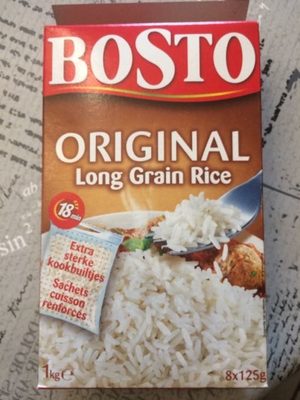 BOSTO
ORIGINAL
Long Grain Rice
18 min
Extra
sterke
kookbuiltjes
Sachets
cuisson
renforcés
1kg e
8x125g